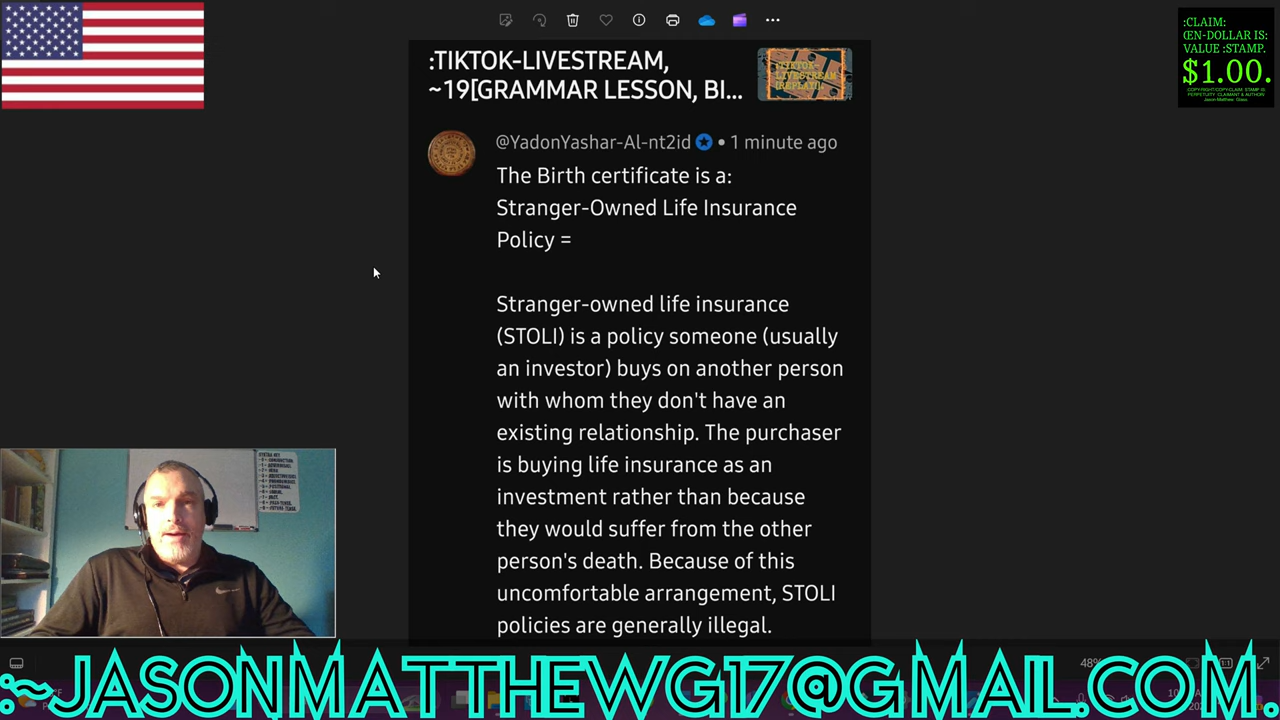 :TIKTOK-LIVESTREAM,
~19[GRAMMAR LESSON, BI...
@YadonYashar-Al-nt2id • 1 minute ago
The Birth certificate is a:
Stranger-Owned Life Insurance
Policy =
Stranger-owned life insurance
(STOLI) is a policy someone (usually
an investor) buys on another person
with whom they don't have an
existing relationship. The purchaser
is buying life insurance as an
investment rather than because
they would suffer from the other
person's death. Because of this
uncomfortable arrangement, STOLI
policies are generally illegal.
:CLAIM:
ŒN-DOLLAR IS:
VALUE :STAMP.
$1.00.
:TIKTOK-
LIVESTREAM
48%
:~JASONMATTHEWG17@GMAIL.COM.